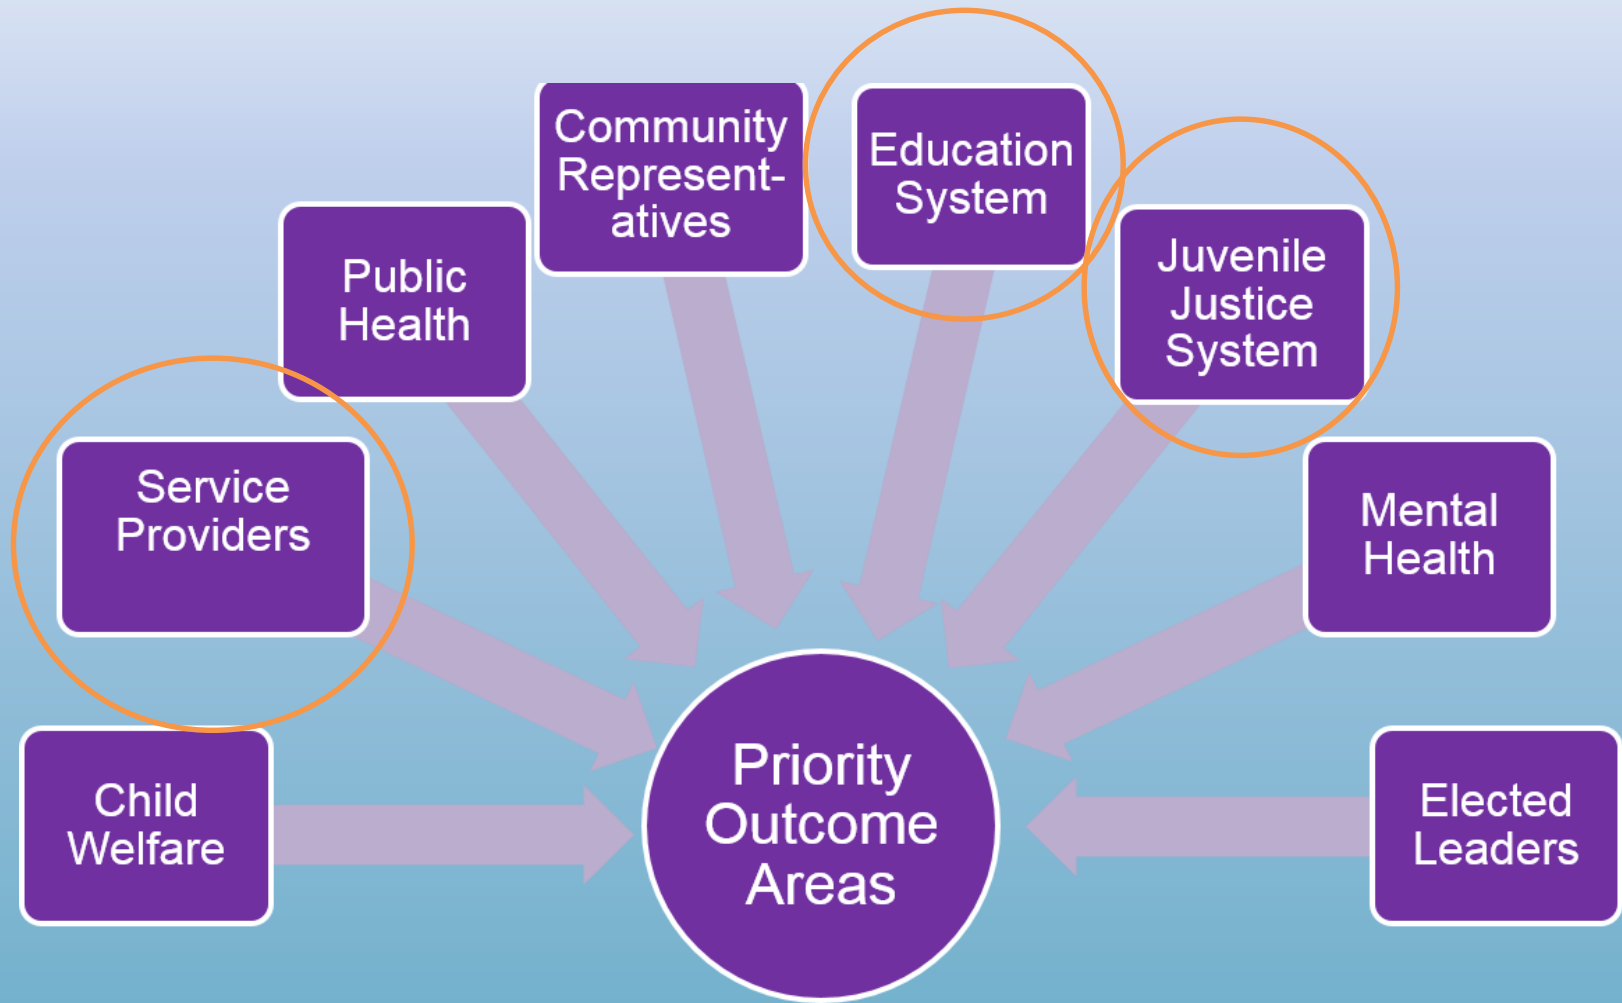 Community
Represent-
atives
Education
System
Public
Health
Juvenile
Justice
System
Service
Providers
Mental
Health
Child
Welfare
Priority
Outcome
Areas
Elected
Leaders